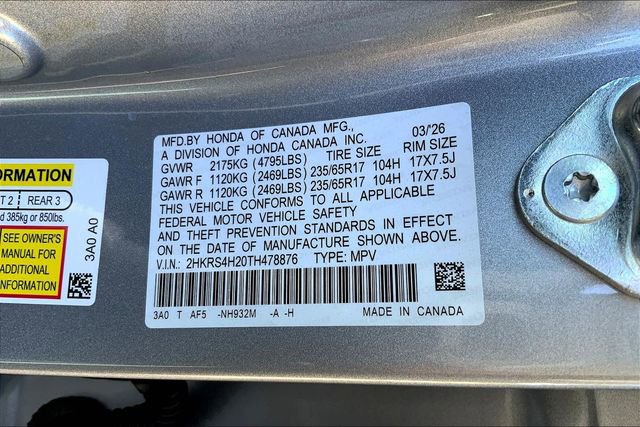 MFD.BY HONDA OF CANADA MFG., 03/'26
A DIVISION OF HONDA CANADA INC.
GVWR 2175KG (4795LBS) TIRE SIZE RIM SIZE
GAWR F 1120KG (2469LBS) 235/65R17 104H 17X7.5J
GAWR R 1120KG (2469LBS) 235/65R17 104H 17X7.5J
THIS VEHICLE CONFORMS TO ALL APPLICABLE
FEDERAL MOTOR VEHICLE SAFETY
AND THEFT PREVENTION STANDARDS IN EFFECT
ON THE DATE OF MANUFACTURE SHOWN ABOVE.
V.I.N.: 2HKRS4H20TH478876 TYPE: MPV
3A0 T AF5 -NH932M -A -H MADE IN CANADA
ORMATION
T 2 REAR 3
d 385kg or 850lbs.
SEE OWNER'S
MANUAL FOR
ADDITIONAL
INFORMATION
3A0 A0